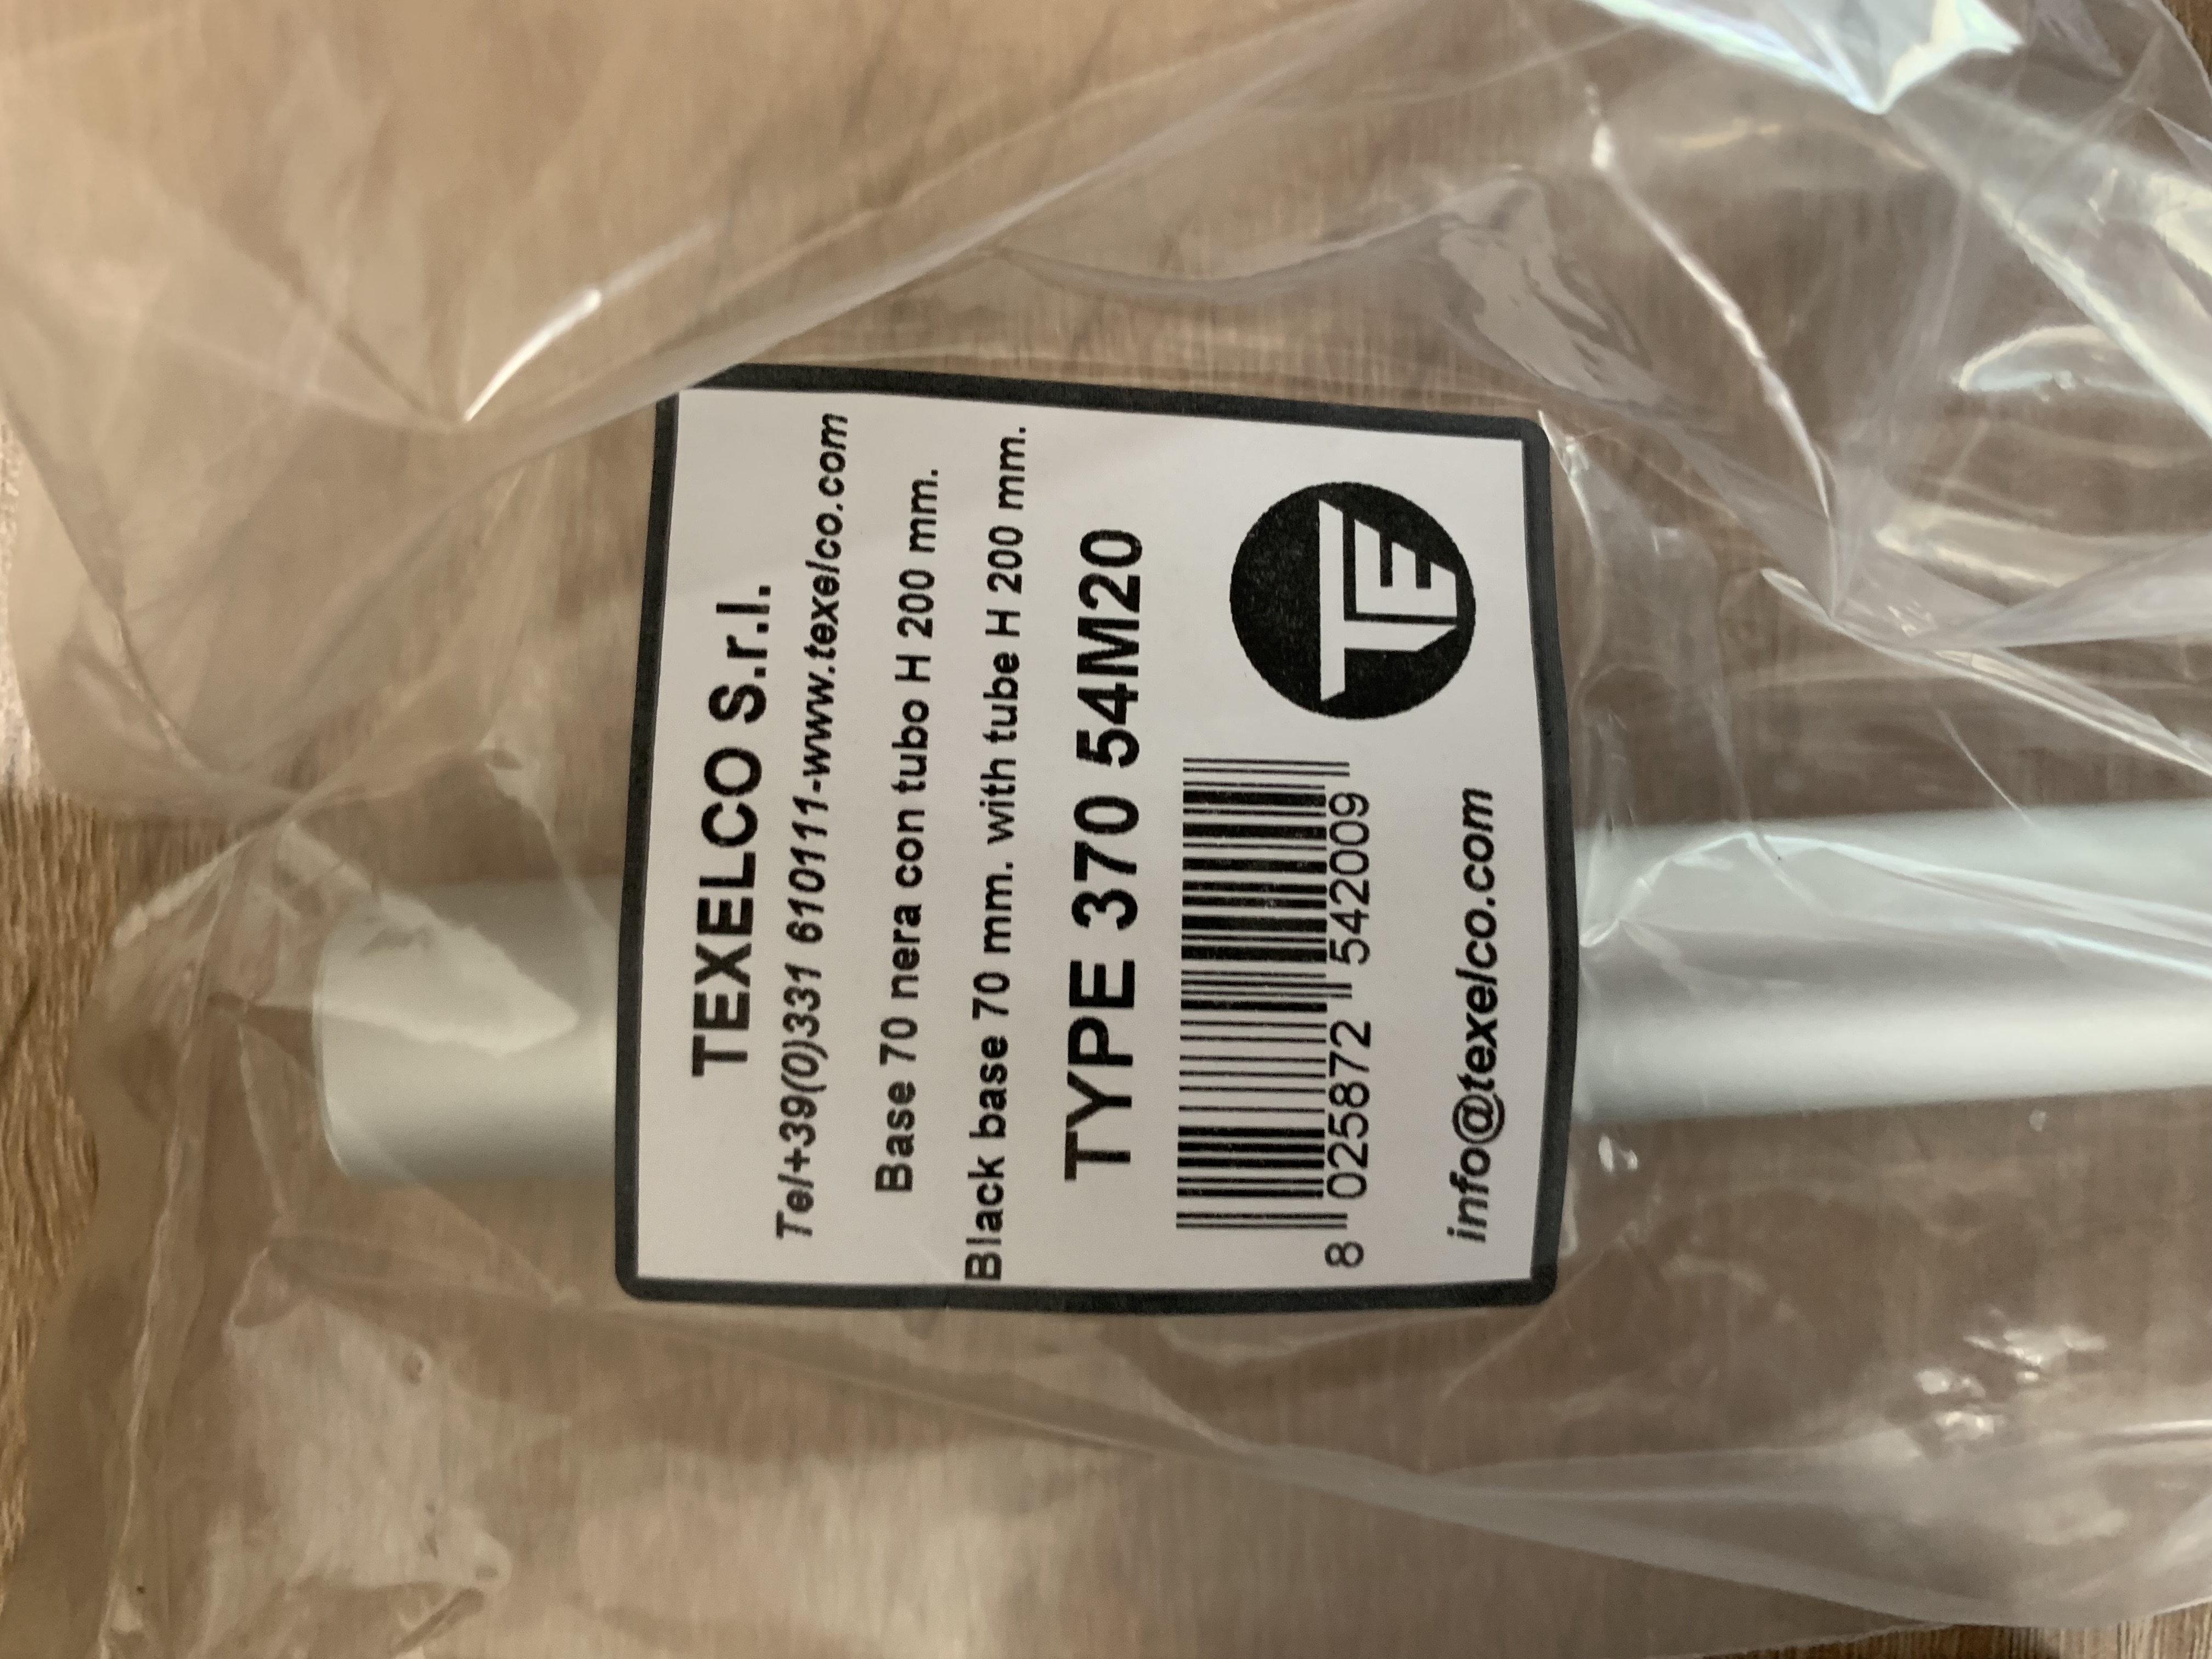 TEXELCO S.r.l.
Tel+39(0)331 610111-www.texelco.com
Base 70 nera con tubo H 200 mm.
Black base 70 mm. with tube H 200 mm.
TYPE 370 54M20
8 025872 542009
TE
info@texelco.com